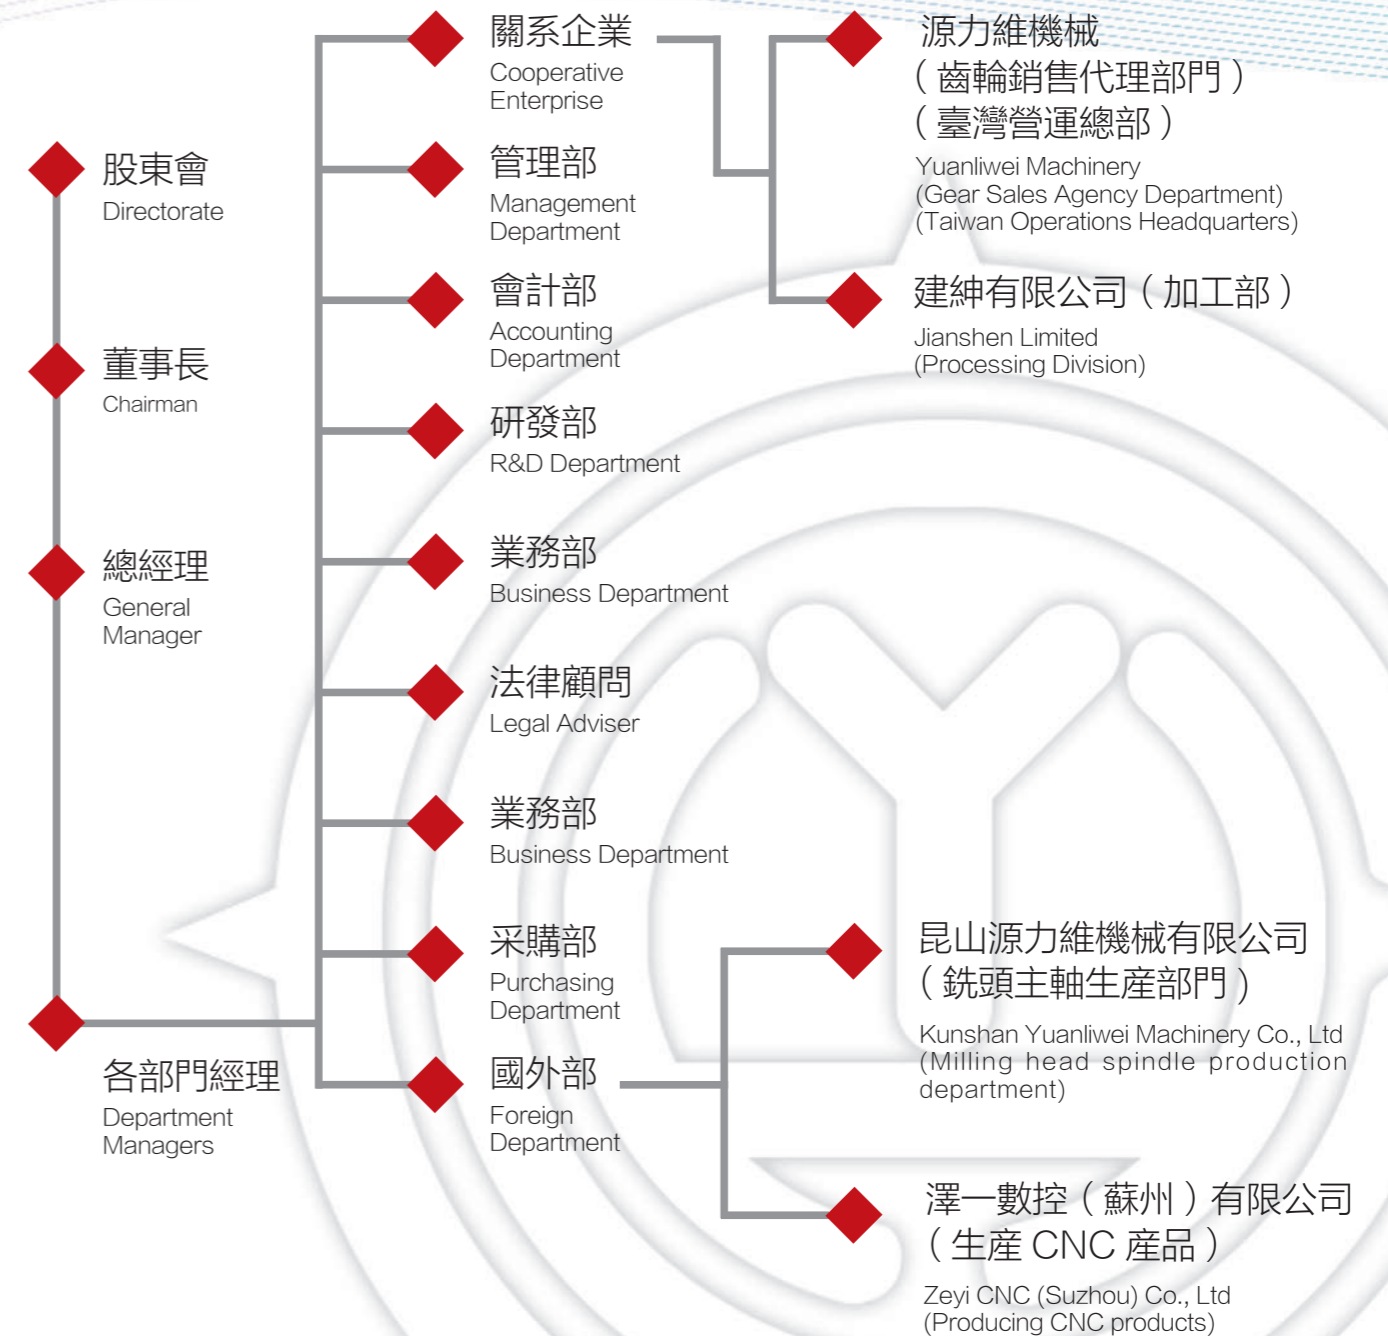 股東會
Directorate
董事長
Chairman
總經理
General
Manager
各部門經理
Department
Managers
關系企業
Cooperative
Enterprise
管理部
Management
Department
會計部
Accounting
Department
研發部
R&D Department
業務部
Business Department
法律顧問
Legal Adviser
業務部
Business Department
采購部
Purchasing
Department
國外部
Foreign
Department
源力維機械
（齒輪銷售代理部門）
（臺灣營運總部）
Yuanliwei Machinery
(Gear Sales Agency Department)
(Taiwan Operations Headquarters)
建紳有限公司（加工部）
Jianshen Limited
(Processing Division)
昆山源力維機械有限公司
（銑頭主軸生産部門）
Kunshan Yuanliwei Machinery Co., Ltd
(Milling head spindle production
department)
澤一數控（蘇州）有限公司
（生産 CNC 産品）
Zeyi CNC (Suzhou) Co., Ltd
(Producing CNC products)